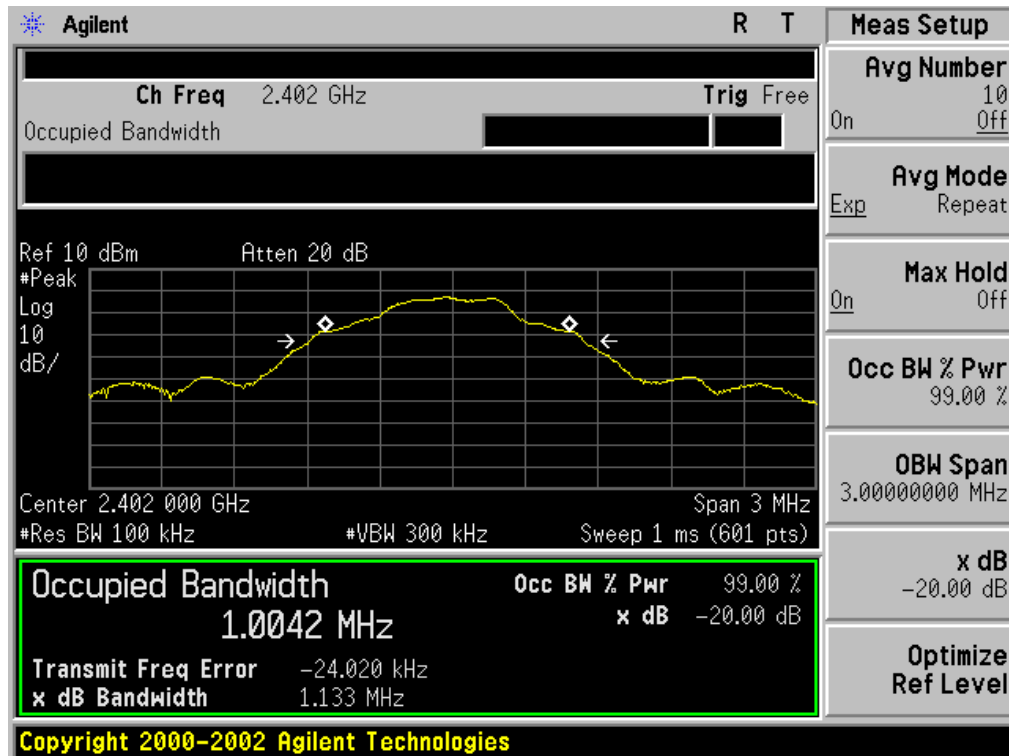 Agilent R T
Ch Freq 2.402 GHz Trig Free
Occupied Bandwidth
Ref 10 dBm Atten 20 dB
#Peak
Log
10
dB/
Center 2.402 000 GHz Span 3 MHz
#Res BW 100 kHz #VBW 300 kHz Sweep 1 ms (601 pts)
Occupied Bandwidth Occ BW % Pwr 99.00 %
1.0042 MHz x dB -20.00 dB
Transmit Freq Error -24.020 kHz
x dB Bandwidth 1.133 MHz
Copyright 2000-2002 Agilent Technologies
Meas Setup
Avg Number
10
On Off
Avg Mode
Exp Repeat
Max Hold
On Off
Occ BW % Pwr
99.00 %
OBW Span
3.00000000 MHz
x dB
-20.00 dB
Optimize
Ref Level